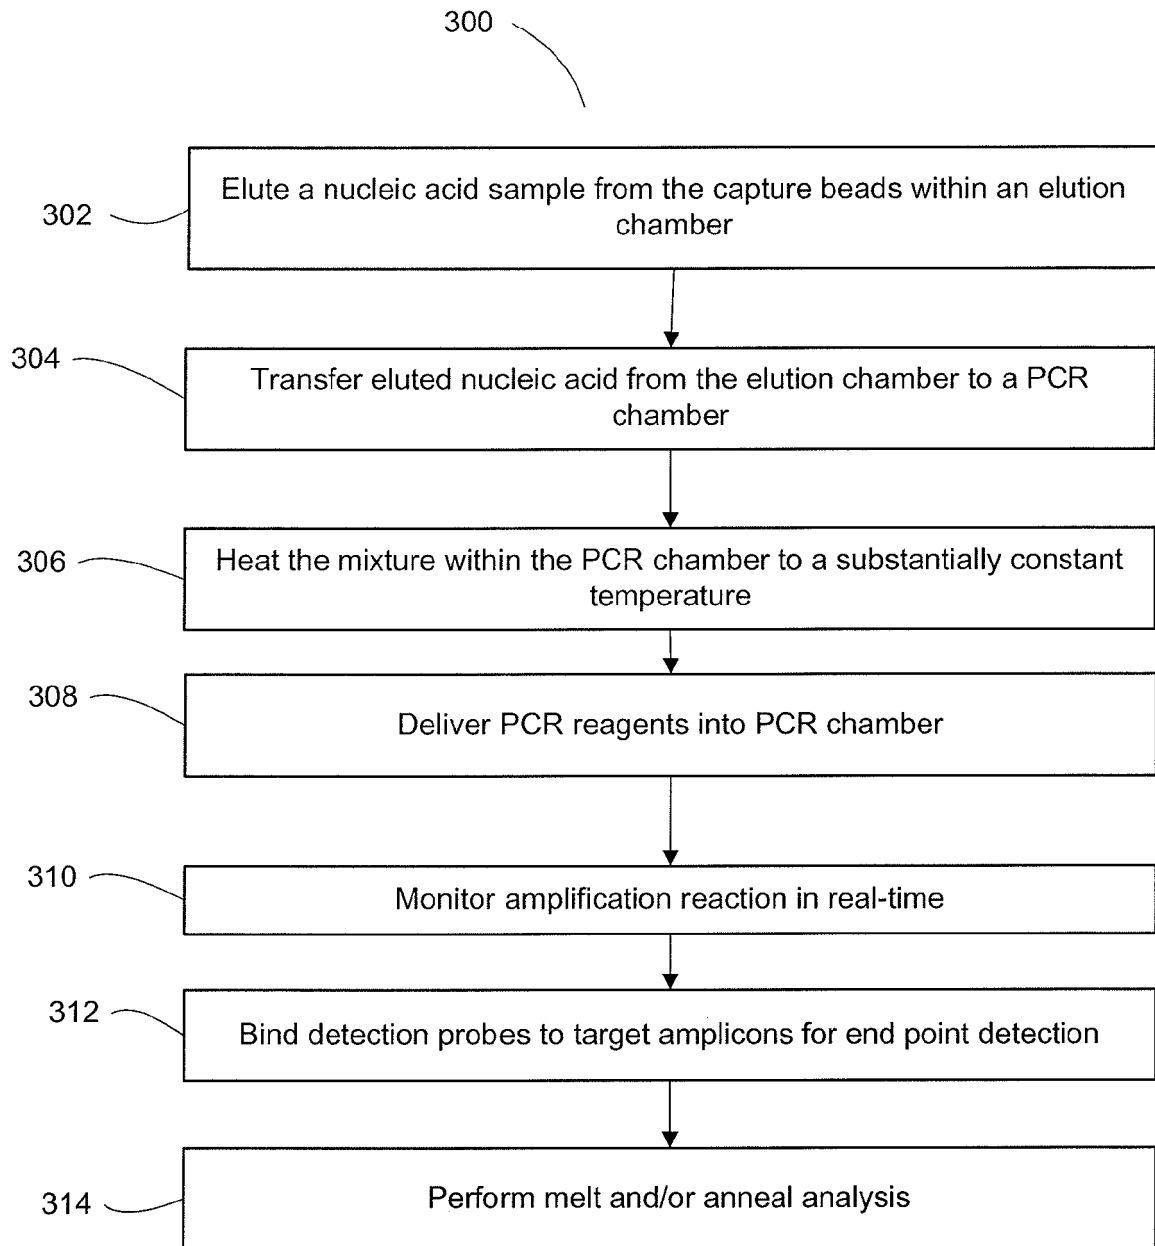 300
302
Elute a nucleic acid sample from the capture beads within an elution
chamber
304
Transfer eluted nucleic acid from the elution chamber to a PCR
chamber
306
Heat the mixture within the PCR chamber to a substantially constant
temperature
308
Deliver PCR reagents into PCR chamber
310
Monitor amplification reaction in real-time
312
Bind detection probes to target amplicons for end point detection
314
Perform melt and/or anneal analysis